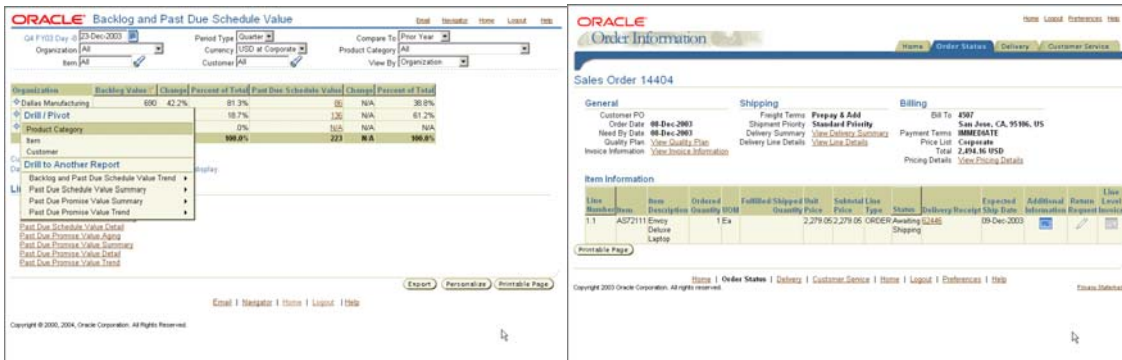 ORACLE Backlog and Past Due Schedule Value
Email Navigator Home Logout Help
Q4 FY03 Day -8 23-Dec-2003 Period Type Quarter Compare To Prior Year
Organization All Currency USD at Corporate Product Category All
Item All Customer All View By Organization
Organization Backlog Value Change Percent of Total Past Due Schedule Value Change Percent of Total
Dallas Manufacturing 690 42.2% 81.3% N/A 38.8%
Drill / Pivot 18.7% 136 N/A 61.2%
Product Category 0% N/A N/A N/A
Item 100.0% 223 N/A 100.0%
Customer
Drill to Another Report
display.
Backlog and Past Due Schedule Value Trend
Past Due Schedule Value Summary
Past Due Promise Value Summary
Past Due Promise Value Trend
Past Due Schedule Value Detail
Past Due Promise Value Aging
Past Due Promise Value Summary
Past Due Promise Value Detail
Past Due Promise Value Trend
Export Personalize Printable Page
Email | Navigator | Home | Logout | Help
Copyright © 2000, 2004, Oracle Corporation. All Rights Reserved.
ORACLE
Home Logout Preferences Help
Order Information
Home Order Status Delivery Customer Service
Sales Order 14404
General Shipping Billing
Customer PO Freight Terms Prepay & Add Bill To 4507
Order Date 08-Dec-2003 Shipment Priority Standard Priority San Jose, CA, 95106, US
Need By Date 08-Dec-2003 Delivery Summary View Delivery Summary Payment Terms IMMEDIATE
Quality Plan View Quality Plan Delivery Line Details View Line Details Price List Corporate
Invoice Information View Invoice Information Total 2,494.16 USD
Pricing Details View Pricing Details
Item Information
Line Number Item Item Description Ordered Quantity UOM Fulfilled/Shipped Quantity Unit Price Subtotal Price Line Type Status Delivery Receipt Expected Ship Date Additional Information Return Request Line Level Invoice
1.1 AS72111 Envoy Deluxe Laptop 1 Ea 2,279.05 2,279.05 ORDER Awaiting Shipping 62446 09-Dec-2003
Printable Page
Home | Order Status | Delivery | Customer Service | Home | Logout | Preferences | Help
Copyright 2003 Oracle Corporation. All rights reserved.
Privacy Statement